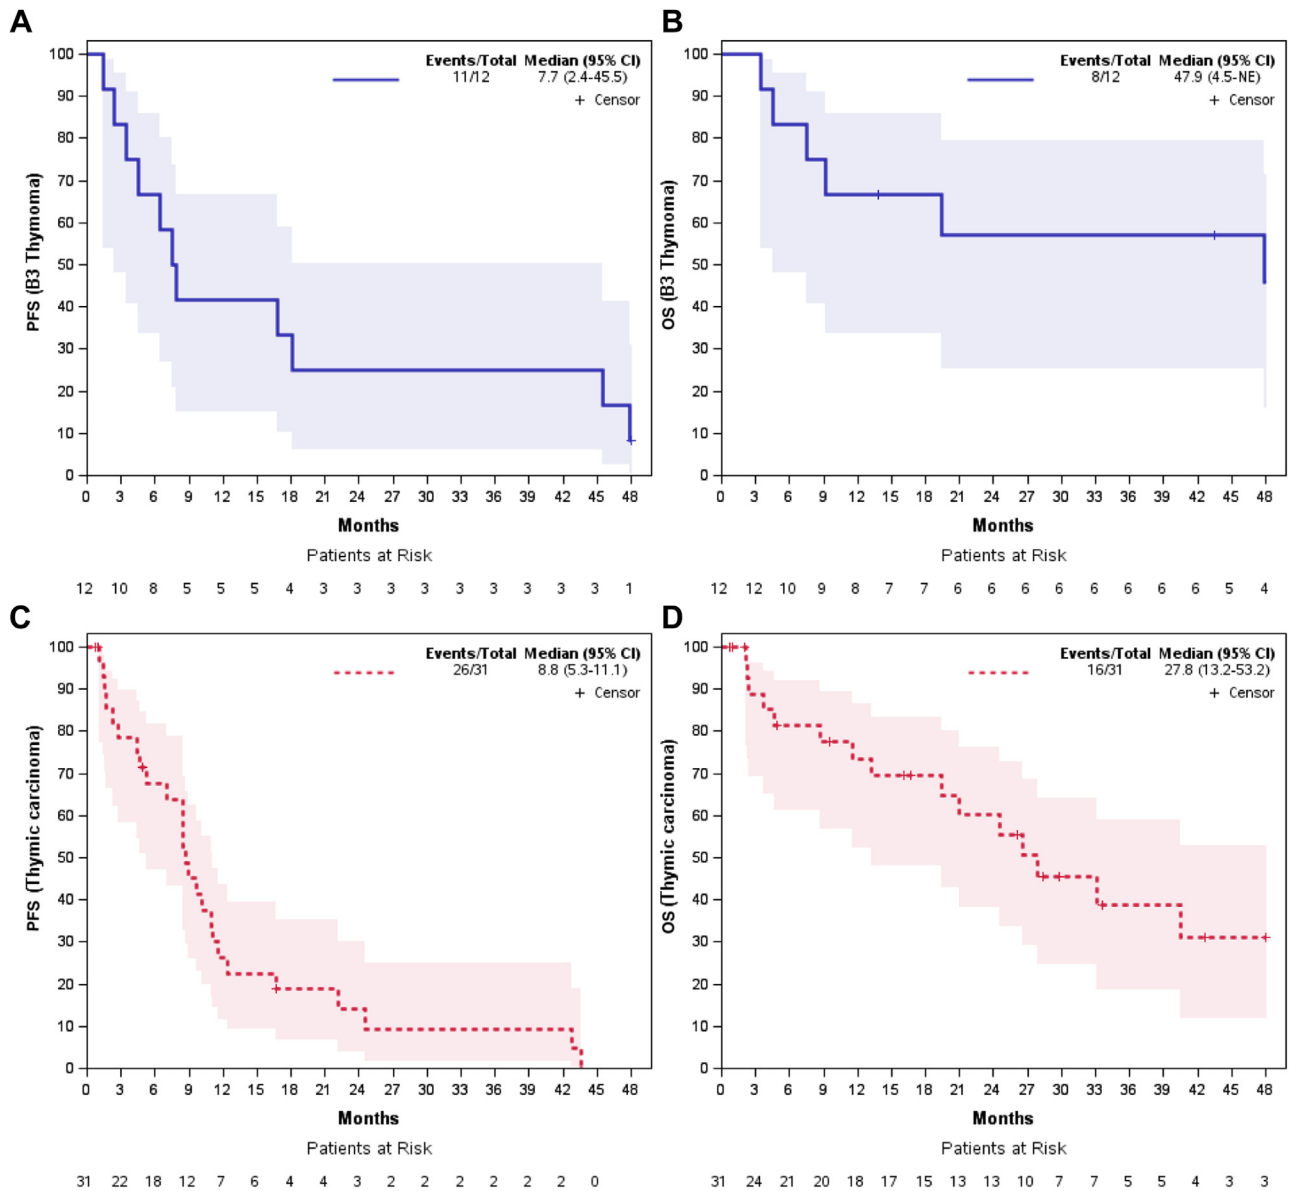 A
PFS (B3 Thymoma)
100
90
80
70
60
50
40
30
20
10
0
Events/Total Median (95% CI)
11/12 7.7 (2.4-45.5)
+ Censor
0 3 6 9 12 15 18 21 24 27 30 33 36 39 42 45 48
Months
Patients at Risk
12 10 8 5 5 5 4 3 3 3 3 3 3 3 3 3 1
B
OS (B3 Thymoma)
100
90
80
70
60
50
40
30
20
10
0
Events/Total Median (95% CI)
8/12 47.9 (4.5-NE)
+ Censor
0 3 6 9 12 15 18 21 24 27 30 33 36 39 42 45 48
Months
Patients at Risk
12 12 10 9 8 7 7 6 6 6 6 6 6 6 6 5 4
C
PFS (Thymic carcinoma)
100
90
80
70
60
50
40
30
20
10
0
Events/Total Median (95% CI)
26/31 8.8 (5.3-11.1)
+ Censor
0 3 6 9 12 15 18 21 24 27 30 33 36 39 42 45 48
Months
Patients at Risk
31 22 18 12 7 6 4 4 3 2 2 2 2 2 2 0
D
OS (Thymic carcinoma)
100
90
80
70
60
50
40
30
20
10
0
Events/Total Median (95% CI)
16/31 27.8 (13.2-53.2)
+ Censor
0 3 6 9 12 15 18 21 24 27 30 33 36 39 42 45 48
Months
Patients at Risk
31 24 21 20 18 17 15 13 13 10 7 7 5 5 4 3 3